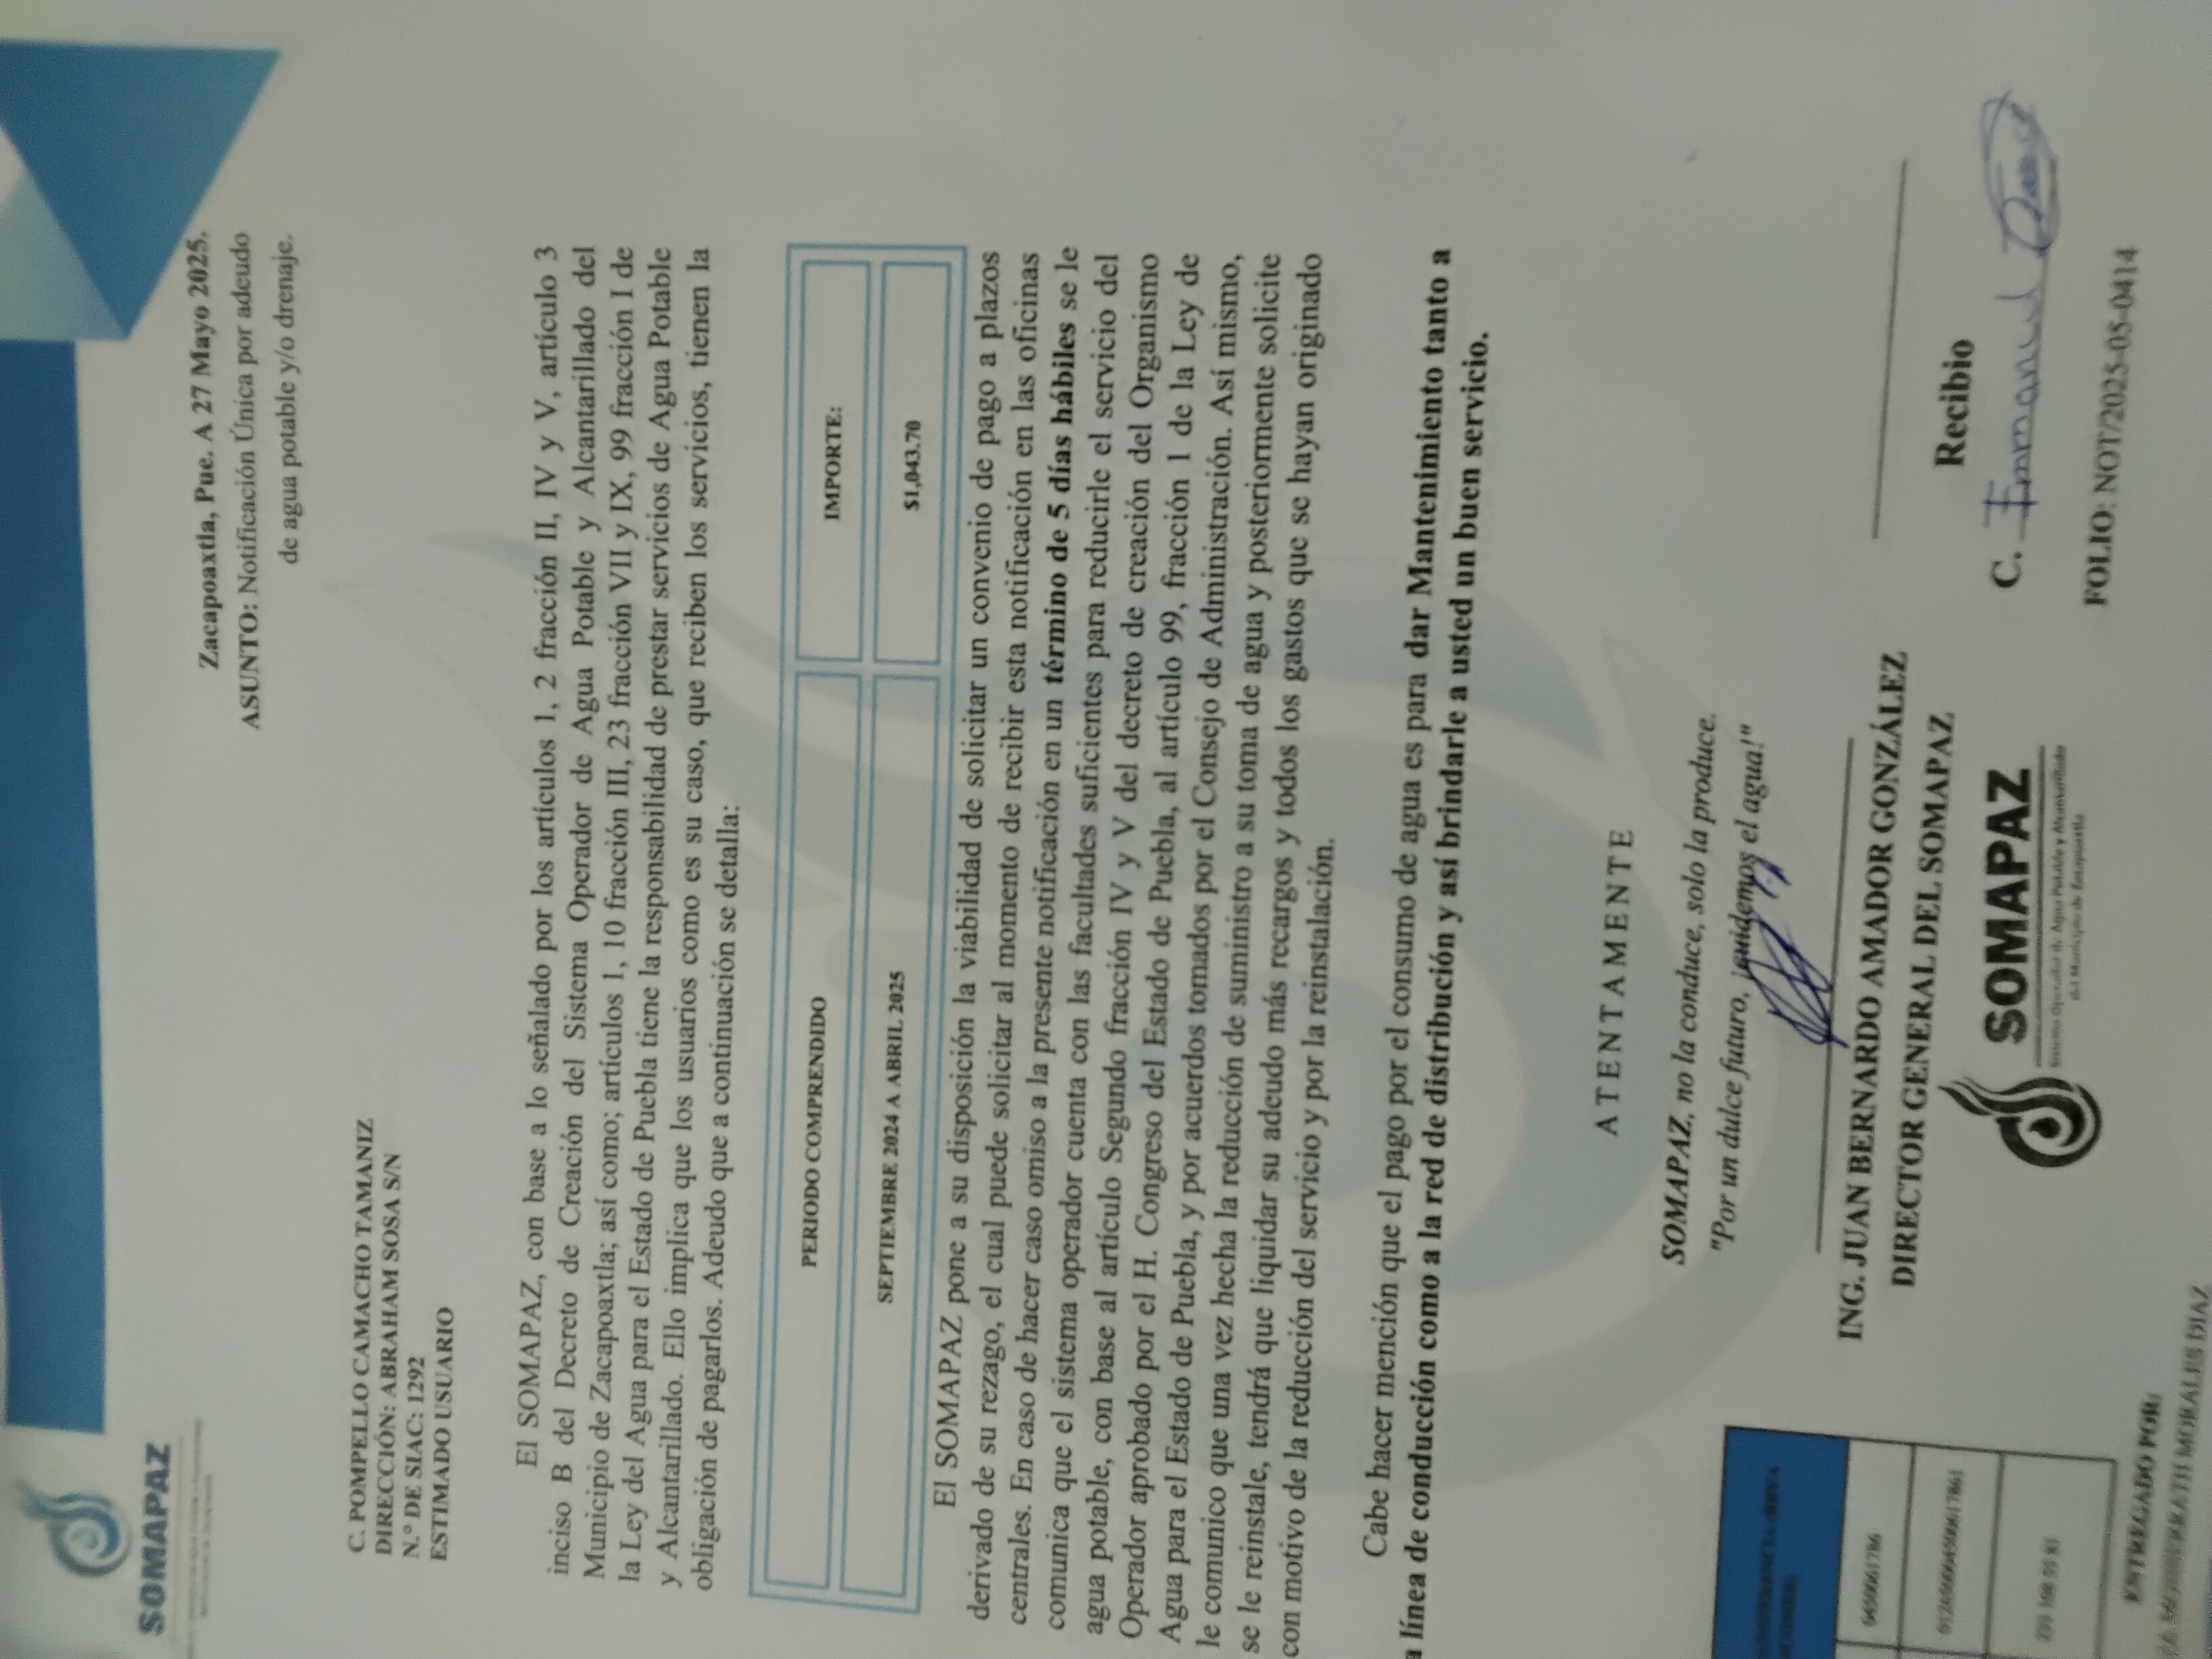 SOMAPAZ
Zacapoaxtla, Pue. A 27 Mayo 2025.
ASUNTO: Notificación Única por adeudo
de agua potable y/o drenaje.
C. POMPELLO CAMACHO TAMANIZ
DIRECCIÓN: ABRAHAM SOSA S/N
N.º DE SIAC: 1292
ESTIMADO USUARIO
El SOMAPAZ, con base a lo señalado por los artículos 1, 2 fracción II, IV y V, artículo 3
inciso B del Decreto de Creación del Sistema Operador de Agua Potable y Alcantarillado del
Municipio de Zacapoaxtla; así como; artículos 1, 10 fracción III, 23 fracción VII y IX, 99 fracción I de
la Ley del Agua para el Estado de Puebla tiene la responsabilidad de prestar servicios de Agua Potable
y Alcantarillado. Ello implica que los usuarios como es su caso, que reciben los servicios, tienen la
obligación de pagarlos. Adeudo que a continuación se detalla:
PERIODO COMPRENDIDO IMPORTE:
SEPTIEMBRE 2024 A ABRIL 2025 $1,043.70
El SOMAPAZ pone a su disposición la viabilidad de solicitar un convenio de pago a plazos
derivado de su rezago, el cual puede solicitar al momento de recibir esta notificación en las oficinas
centrales. En caso de hacer caso omiso a la presente notificación en un término de 5 días hábiles se le
comunica que el sistema operador cuenta con las facultades suficientes para reducirle el servicio del
agua potable, con base al artículo Segundo fracción IV y V del decreto de creación del Organismo
Operador aprobado por el H. Congreso del Estado de Puebla, al artículo 99, fracción 1 de la Ley de
Agua para el Estado de Puebla, y por acuerdos tomados por el Consejo de Administración. Así mismo,
le comunico que una vez hecha la reducción de suministro a su toma de agua y posteriormente solicite
se le reinstale, tendrá que liquidar su adeudo más recargos y todos los gastos que se hayan originado
con motivo de la reducción del servicio y por la reinstalación.
Cabe hacer mención que el pago por el consumo de agua es para dar Mantenimiento tanto a
a línea de conducción como a la red de distribución y así brindarle a usted un buen servicio.
ATENTAMENTE
SOMAPAZ, no la conduce, solo la produce.
"Por un dulce futuro, ¡cuidemos el agua!"
ING. JUAN BERNARDO AMADOR GONZÁLEZ
DIRECTOR GENERAL DEL SOMAPAZ
SOMAPAZ
Sistema Operador de Agua Potable y Alcantarillado
del Municipio de Zacapoaxtla
Recibio
C. Emmanuel
FOLIO: NOT/2025-05-0414
0450061786
ENTREGADO POR:
MORALES DIAZ